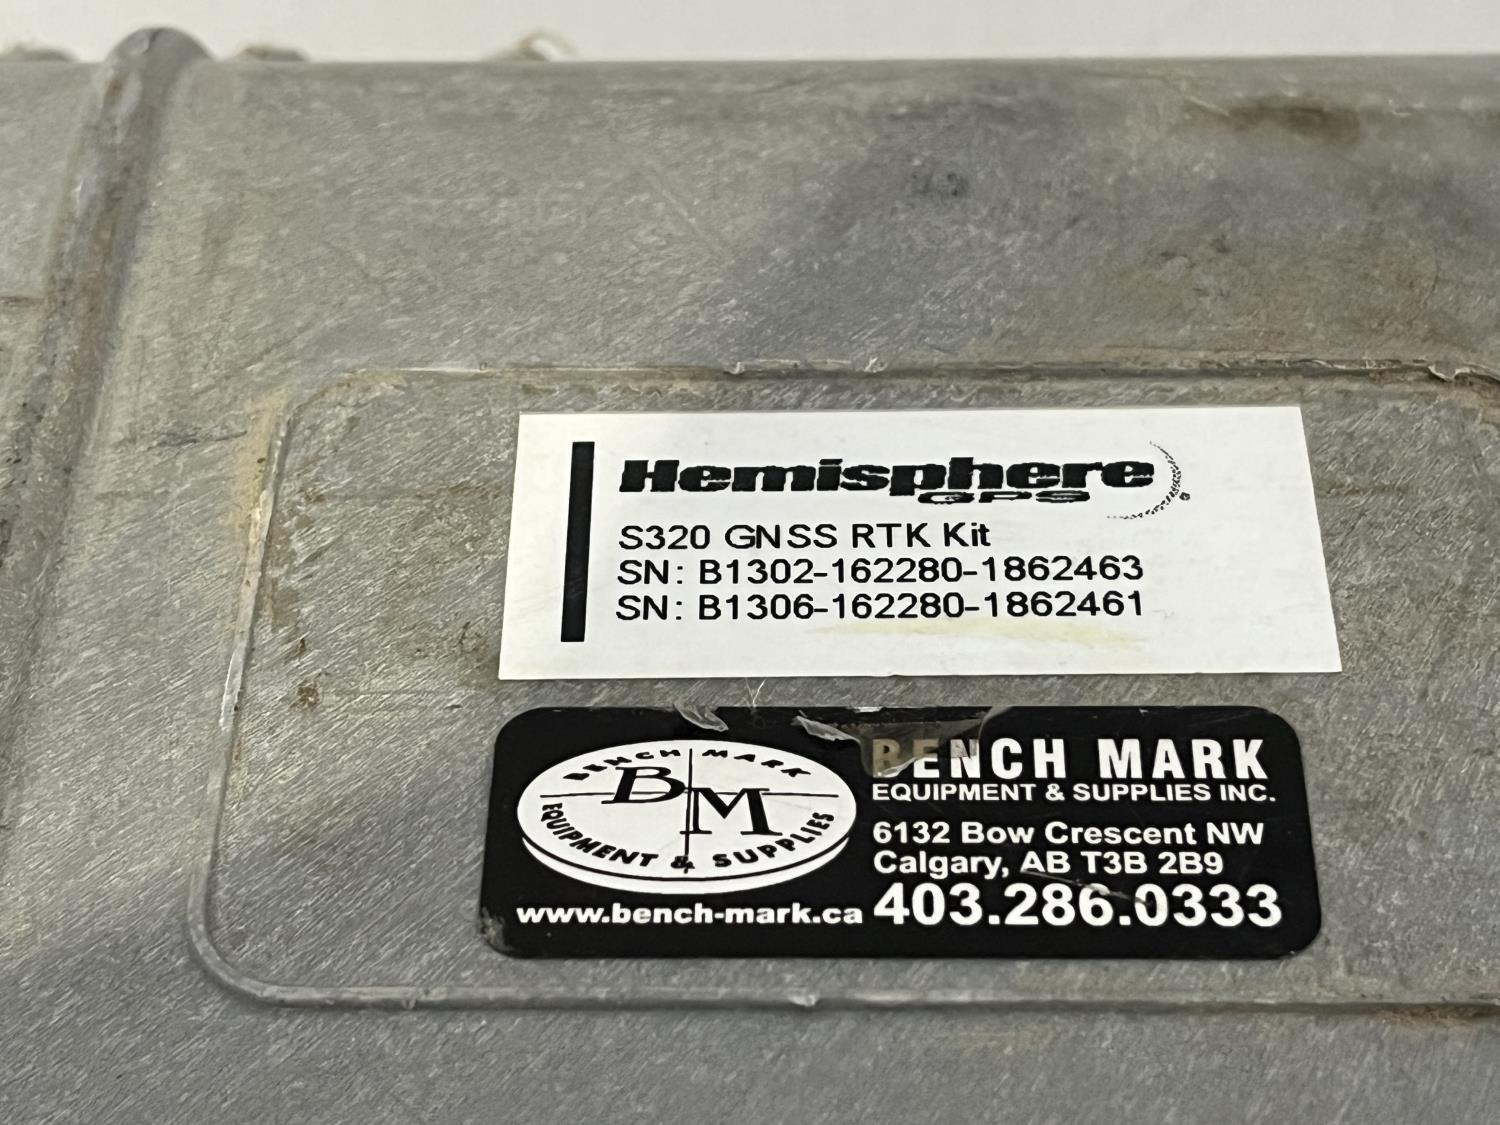 Hemisphere
GPS
S320 GNSS RTK Kit
SN: B1302-162280-1862463
SN: B1306-162280-1862461
BENCH MARK
BM
EQUIPMENT & SUPPLIES
www.bench-mark.ca
BENCH MARK
EQUIPMENT & SUPPLIES INC.
6132 Bow Crescent NW
Calgary, AB T3B 2B9
403.286.0333